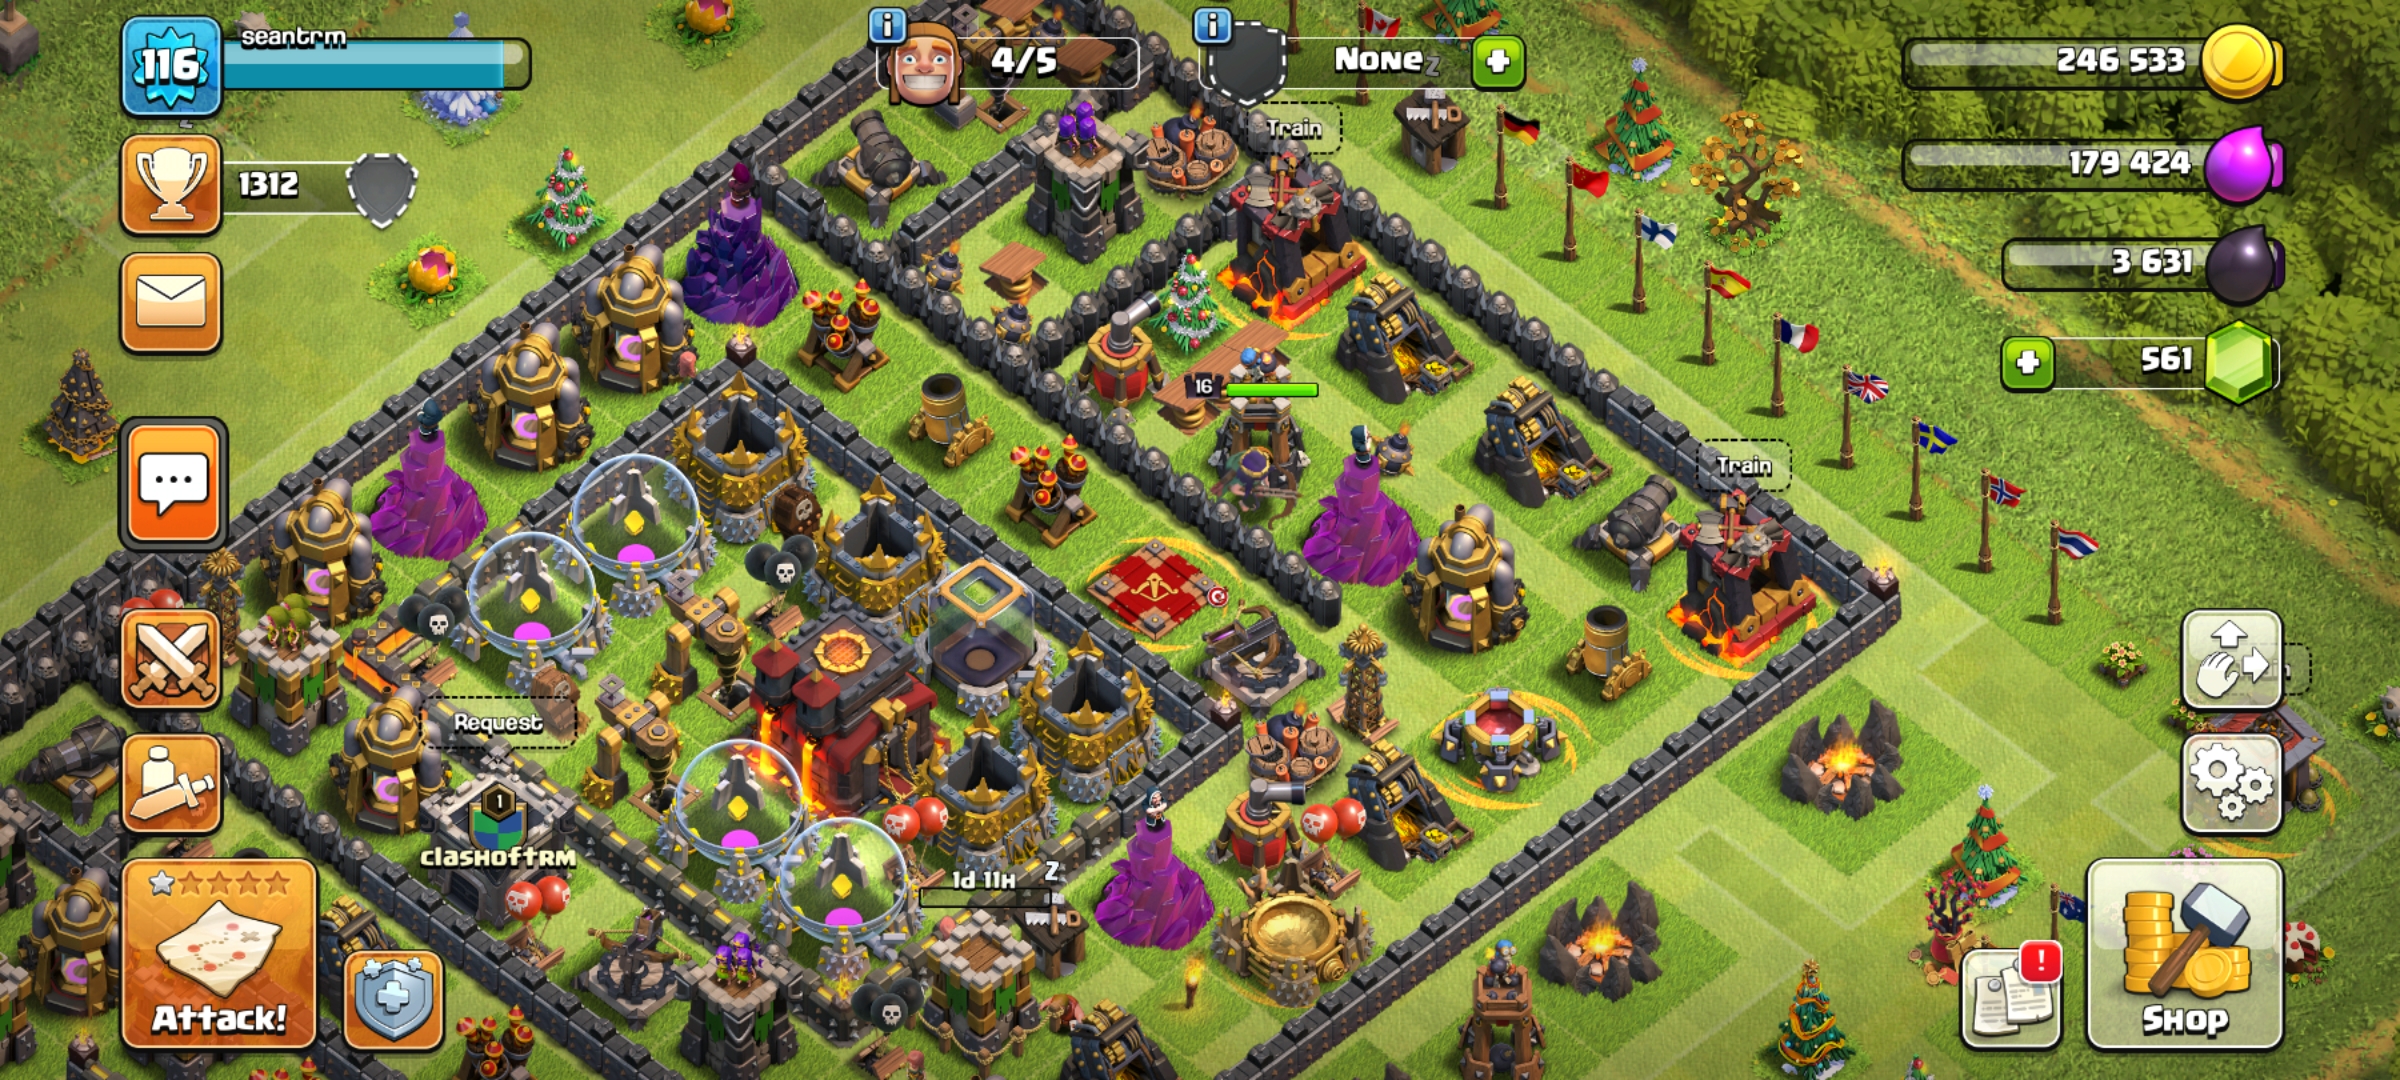 116
seantrm
4/5
None
z
246 533
Train
1312
179 424
3 631
561
16
Train
Request
1
clashoftrm
1d 11H
z
Attack!
!
Shop